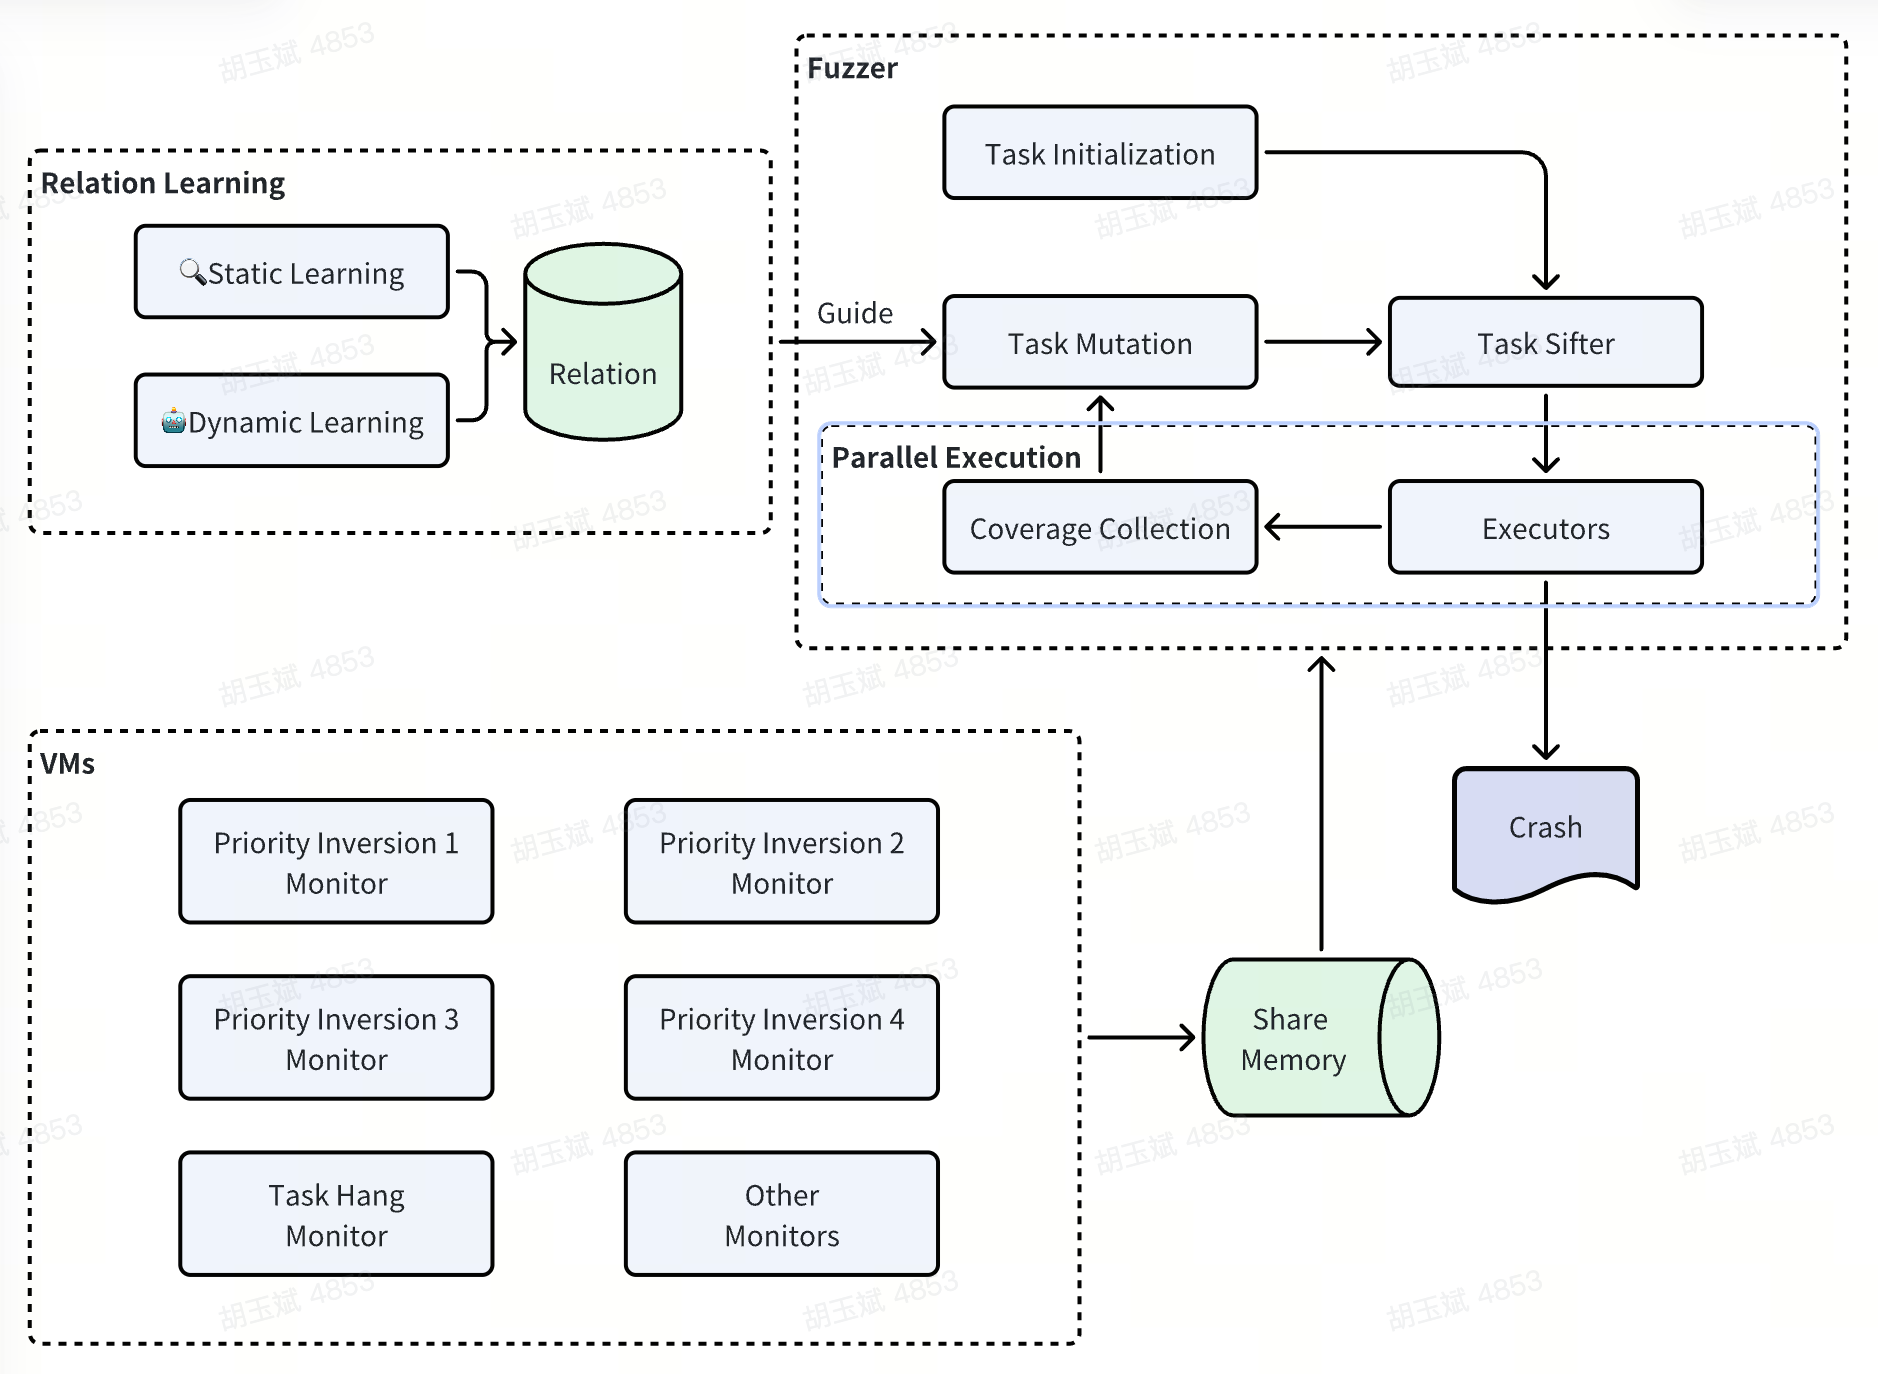 Fuzzer
Task Initialization
Relation Learning
Static Learning
Dynamic Learning
Relation
Guide
Task Mutation
Task Sifter
Parallel Execution
Coverage Collection
Executors
VMs
Priority Inversion 1
Monitor
Priority Inversion 2
Monitor
Priority Inversion 3
Monitor
Priority Inversion 4
Monitor
Task Hang
Monitor
Other
Monitors
Share
Memory
Crash
胡玉斌 4853